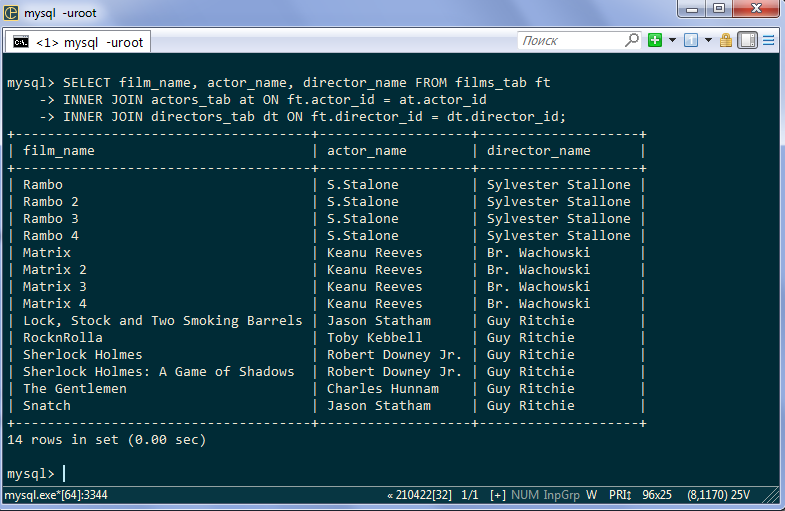 mysql -uroot
<1> mysql -uroot
Поиск
mysql> SELECT film_name, actor_name, director_name FROM films_tab ft
    -> INNER JOIN actors_tab at ON ft.actor_id = at.actor_id
    -> INNER JOIN directors_tab dt ON ft.director_id = dt.director_id;
+-------------------------------------+-------------------+--------------------+
| film_name                           | actor_name        | director_name      |
+-------------------------------------+-------------------+--------------------+
| Rambo                               | S.Stalone         | Sylvester Stallone |
| Rambo 2                             | S.Stalone         | Sylvester Stallone |
| Rambo 3                             | S.Stalone         | Sylvester Stallone |
| Rambo 4                             | S.Stalone         | Sylvester Stallone |
| Matrix                              | Keanu Reeves      | Br. Wachowski      |
| Matrix 2                            | Keanu Reeves      | Br. Wachowski      |
| Matrix 3                            | Keanu Reeves      | Br. Wachowski      |
| Matrix 4                            | Keanu Reeves      | Br. Wachowski      |
| Lock, Stock and Two Smoking Barrels | Jason Statham     | Guy Ritchie        |
| RocknRolla                          | Toby Kebbell      | Guy Ritchie        |
| Sherlock Holmes                     | Robert Downey Jr. | Guy Ritchie        |
| Sherlock Holmes: A Game of Shadows  | Robert Downey Jr. | Guy Ritchie        |
| The Gentlemen                       | Charles Hunnam    | Guy Ritchie        |
| Snatch                              | Jason Statham     | Guy Ritchie        |
+-------------------------------------+-------------------+--------------------+
14 rows in set (0.00 sec)
mysql>
mysql.exe*[64]:3344 « 210422[32] 1/1 [+] NUM InpGrp W PRI↕ 96x25 (8,1170) 25V